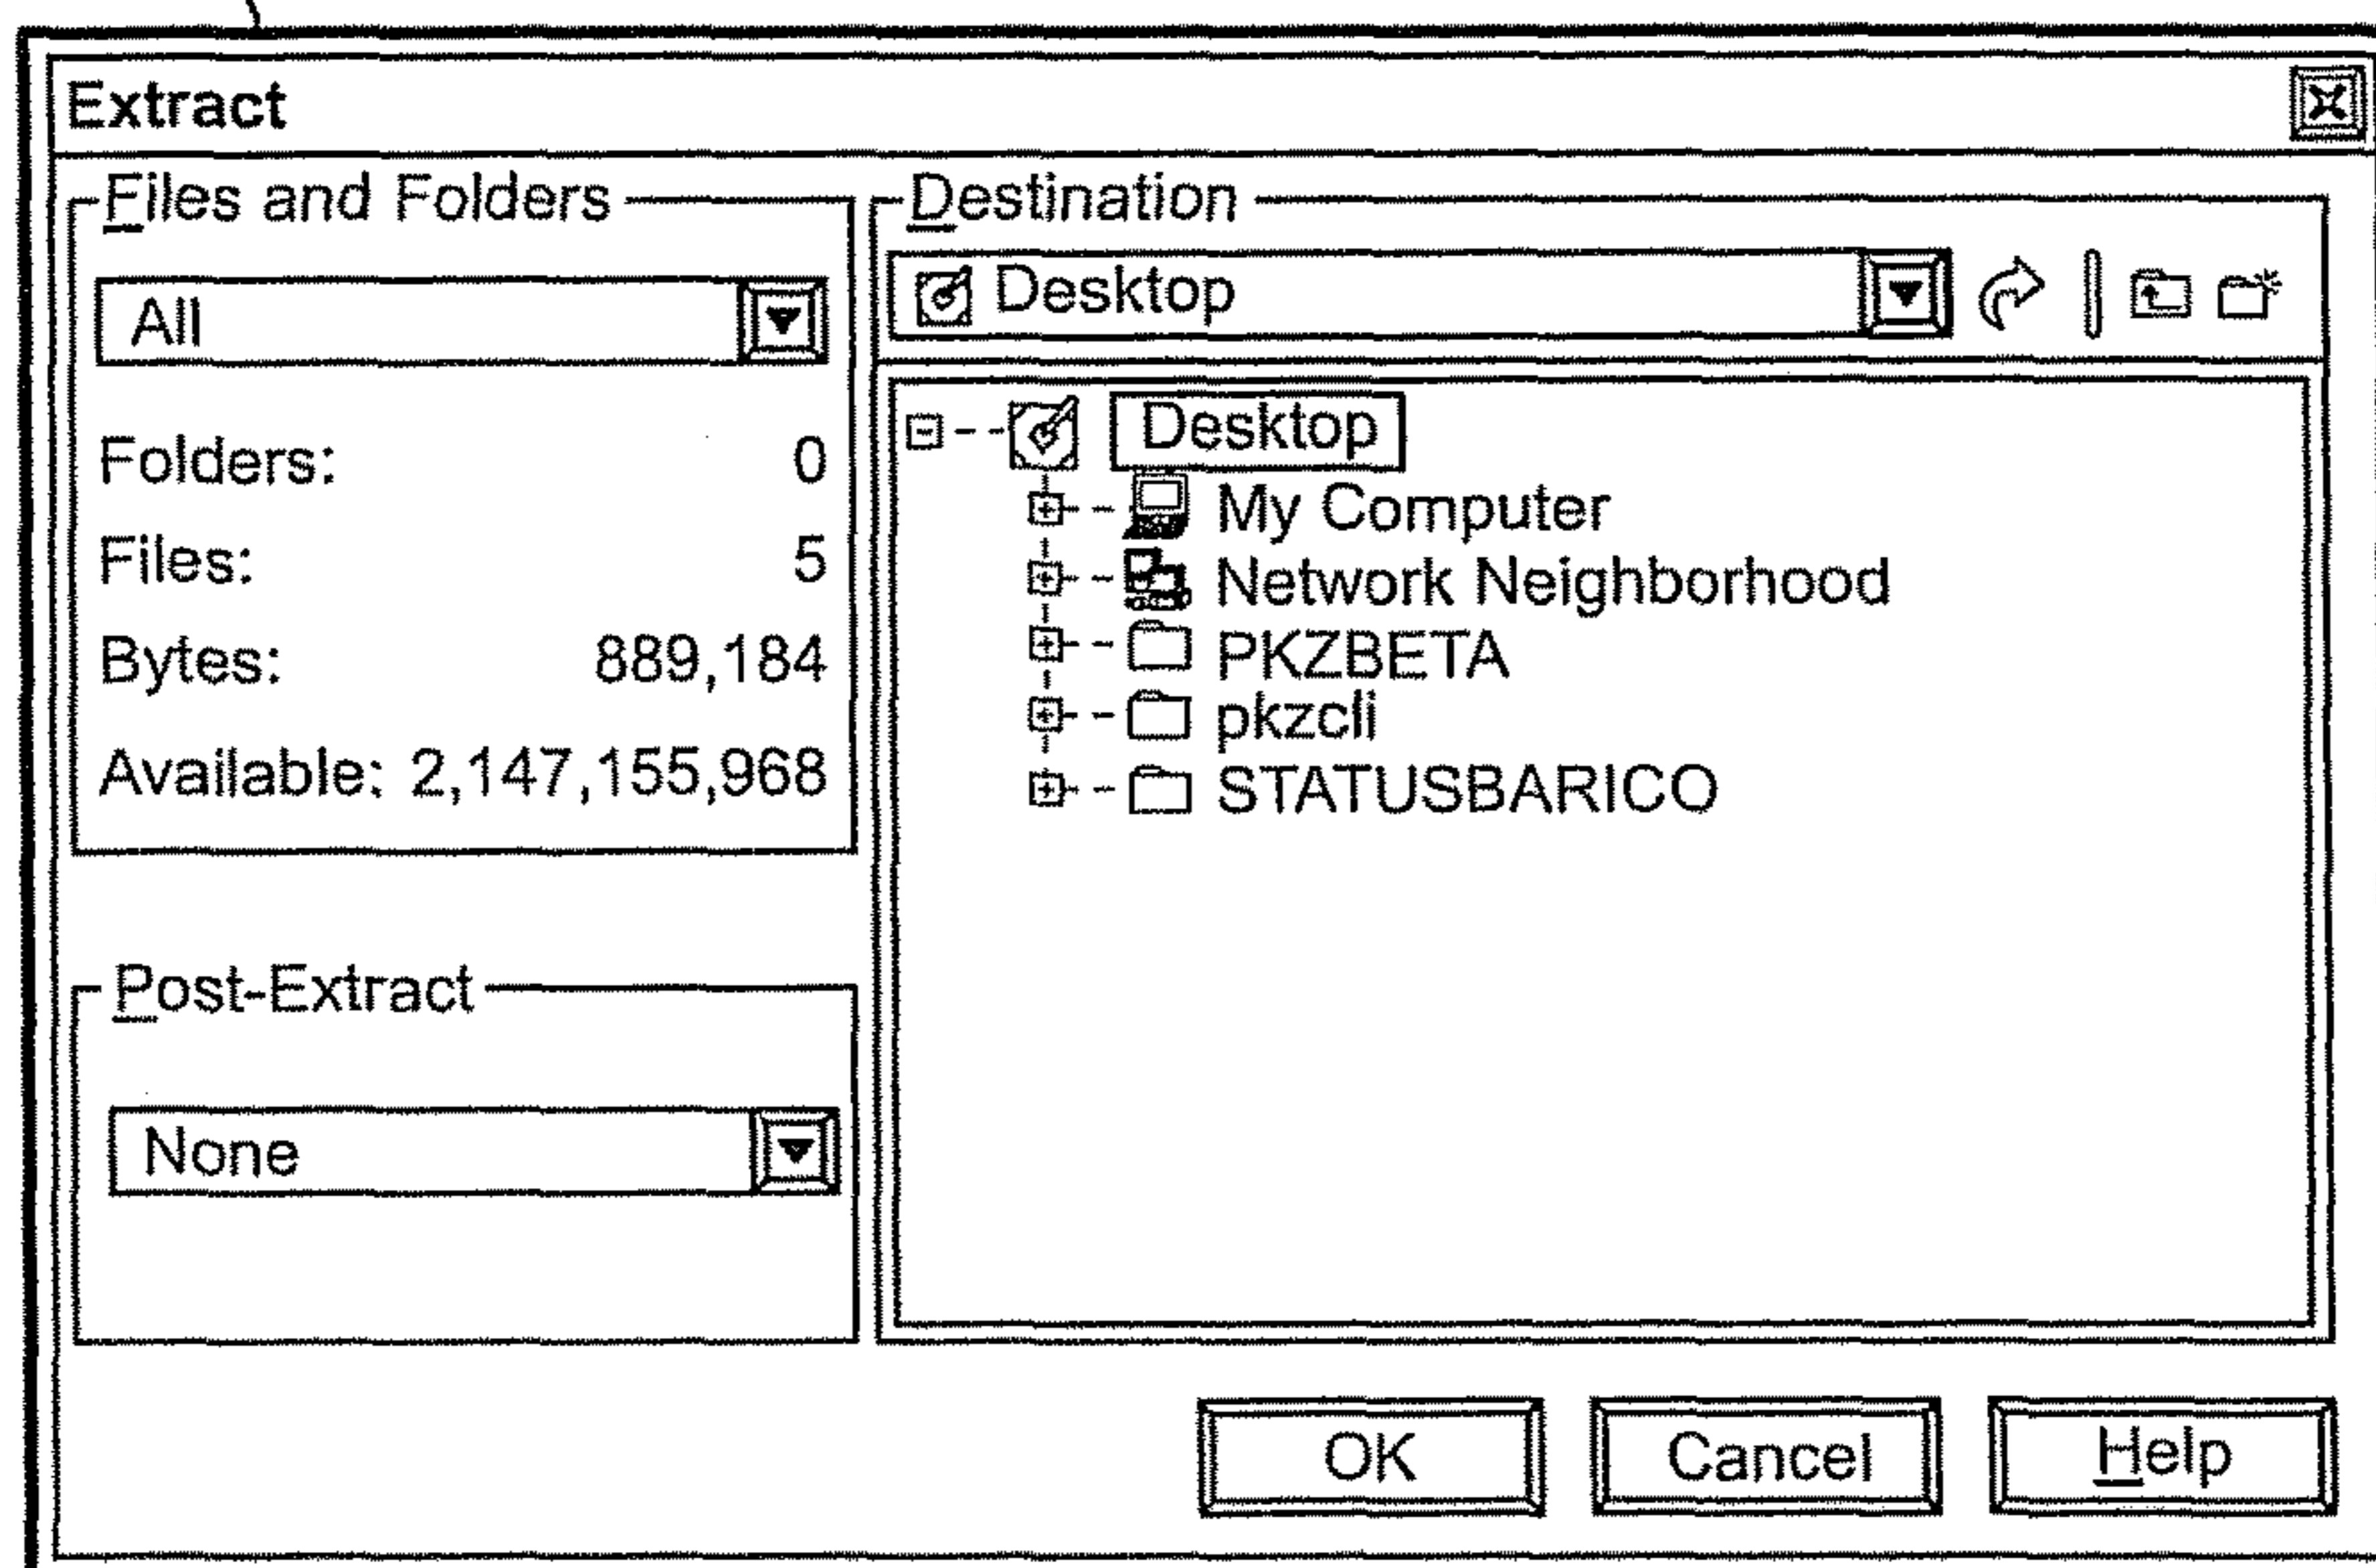 Extract
Files and Folders
All
Folders: 0
Files: 5
Bytes: 889,184
Available: 2,147,155,968
Post-Extract
None
Destination
Desktop
Desktop
My Computer
Network Neighborhood
PKZBETA
pkzcli
STATUSBARICO
OK
Cancel
Help